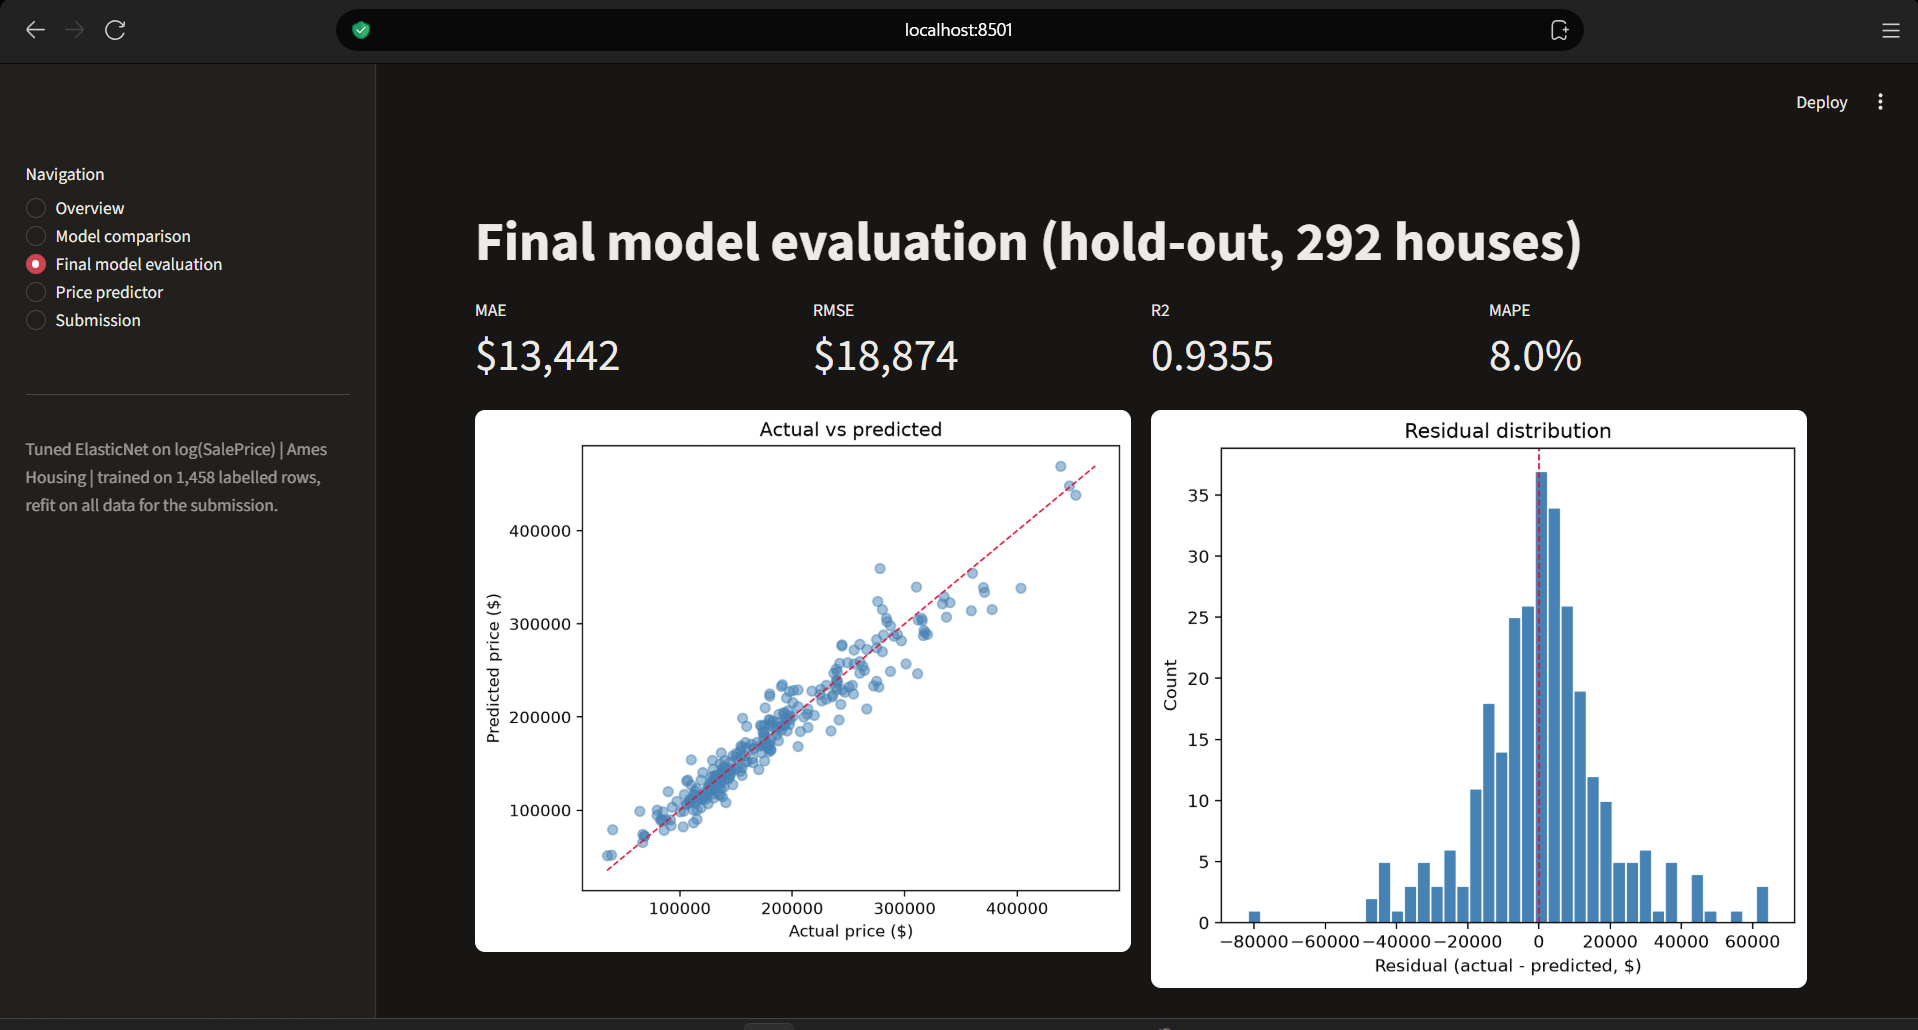 localhost:8501
Deploy
Navigation
Overview
Model comparison
Final model evaluation
Price predictor
Submission
Tuned ElasticNet on log(SalePrice) | Ames
Housing | trained on 1,458 labelled rows,
refit on all data for the submission.
Final model evaluation (hold-out, 292 houses)
MAE
$13,442
RMSE
$18,874
R2
0.9355
MAPE
8.0%
Actual vs predicted
Predicted price ($)
400000
300000
200000
100000
100000 200000 300000 400000
Actual price ($)
Residual distribution
Count
35
30
25
20
15
10
5
0
−80000 −60000 −40000 −20000 0 20000 40000 60000
Residual (actual - predicted, $)